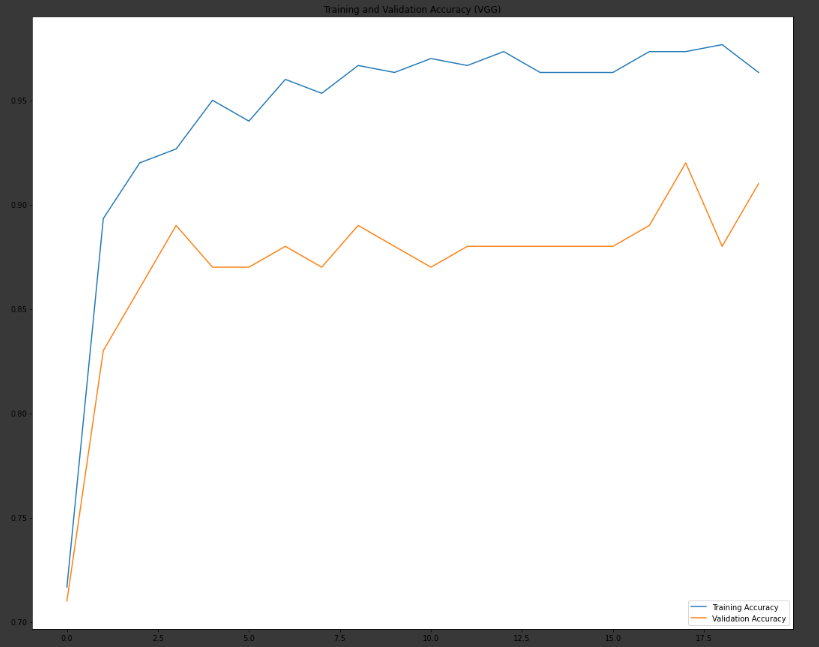 Training and Validation Accuracy (VGG)
0.95
0.90
0.85
0.80
0.75
0.70
0.0 2.5 5.0 7.5 10.0 12.5 15.0 17.5
Training Accuracy
Validation Accuracy